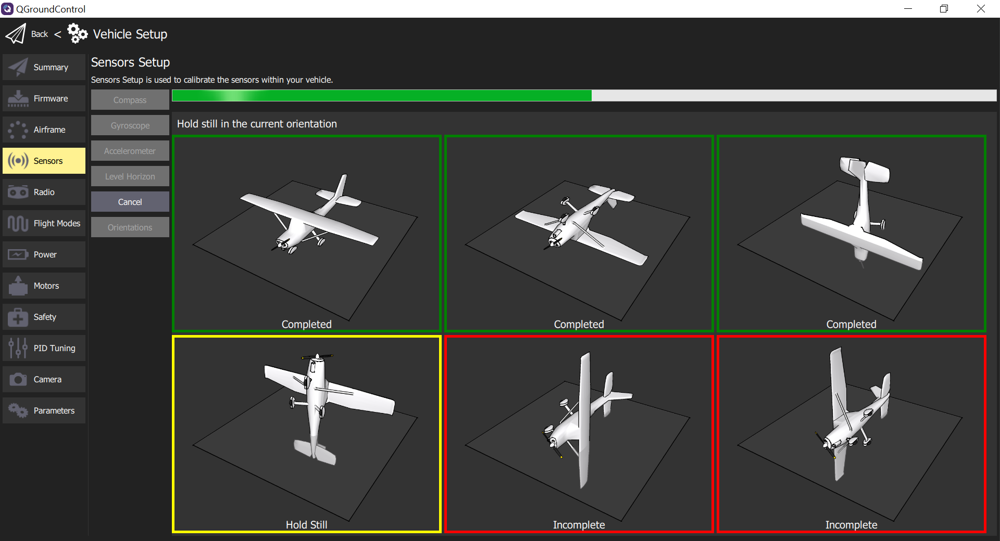 QGroundControl
Back < Vehicle Setup
Summary
Firmware
Airframe
Sensors
Radio
Flight Modes
Power
Motors
Safety
PID Tuning
Camera
Parameters
Sensors Setup
Sensors Setup is used to calibrate the sensors within your vehicle.
Compass
Gyroscope
Accelerometer
Level Horizon
Cancel
Orientations
Hold still in the current orientation
Completed
Completed
Completed
Hold Still
Incomplete
Incomplete